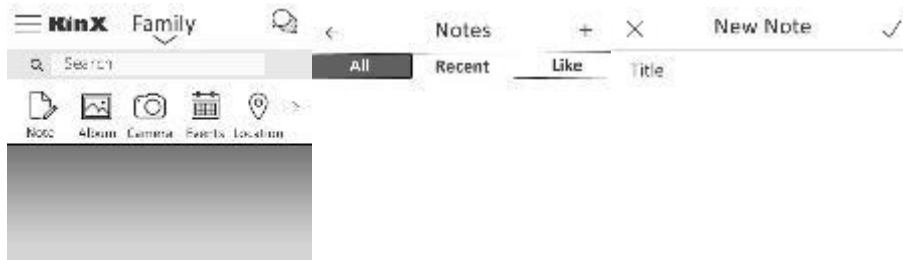 KinX Family
Search
Note Album Camera Events Location
Notes
All Recent Like
New Note
Title